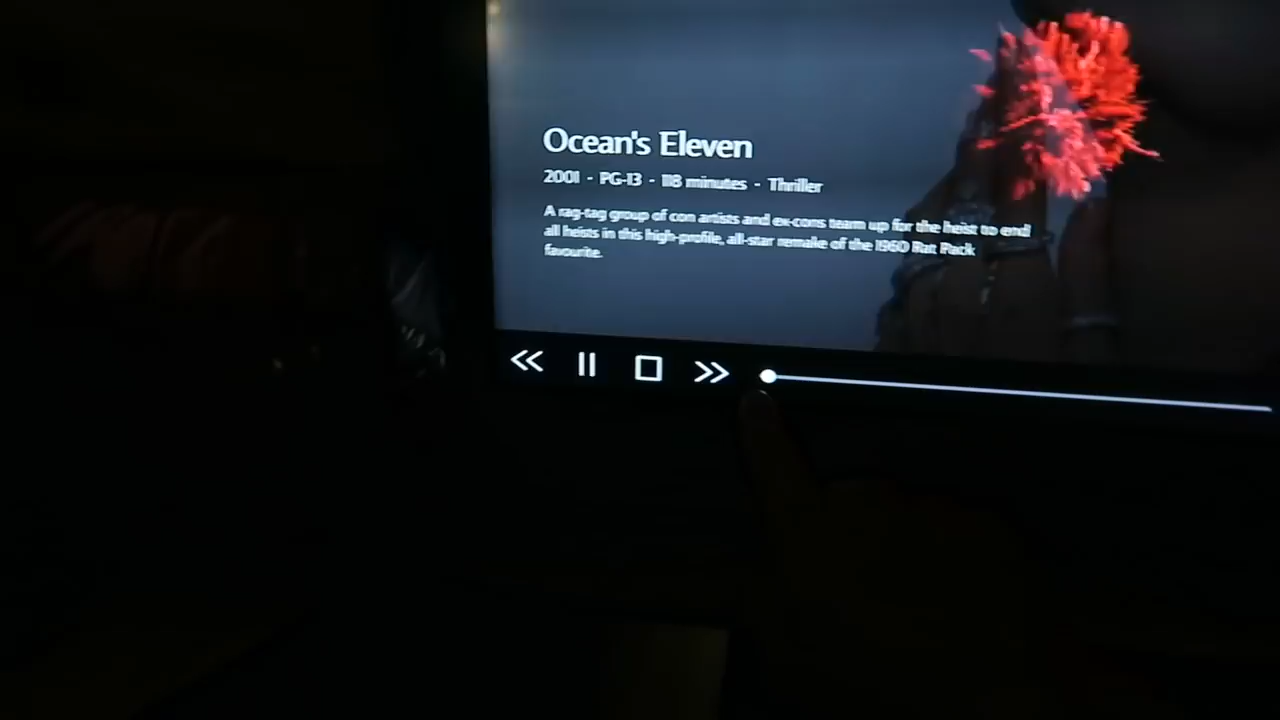 Ocean's Eleven
2001 - PG-13 - 118 minutes - Thriller
A rag-tag group of con artists and ex-cons team up for the heist to end
all heists in this high-profile, all-star remake of the 1960 Rat Pack
favourite.